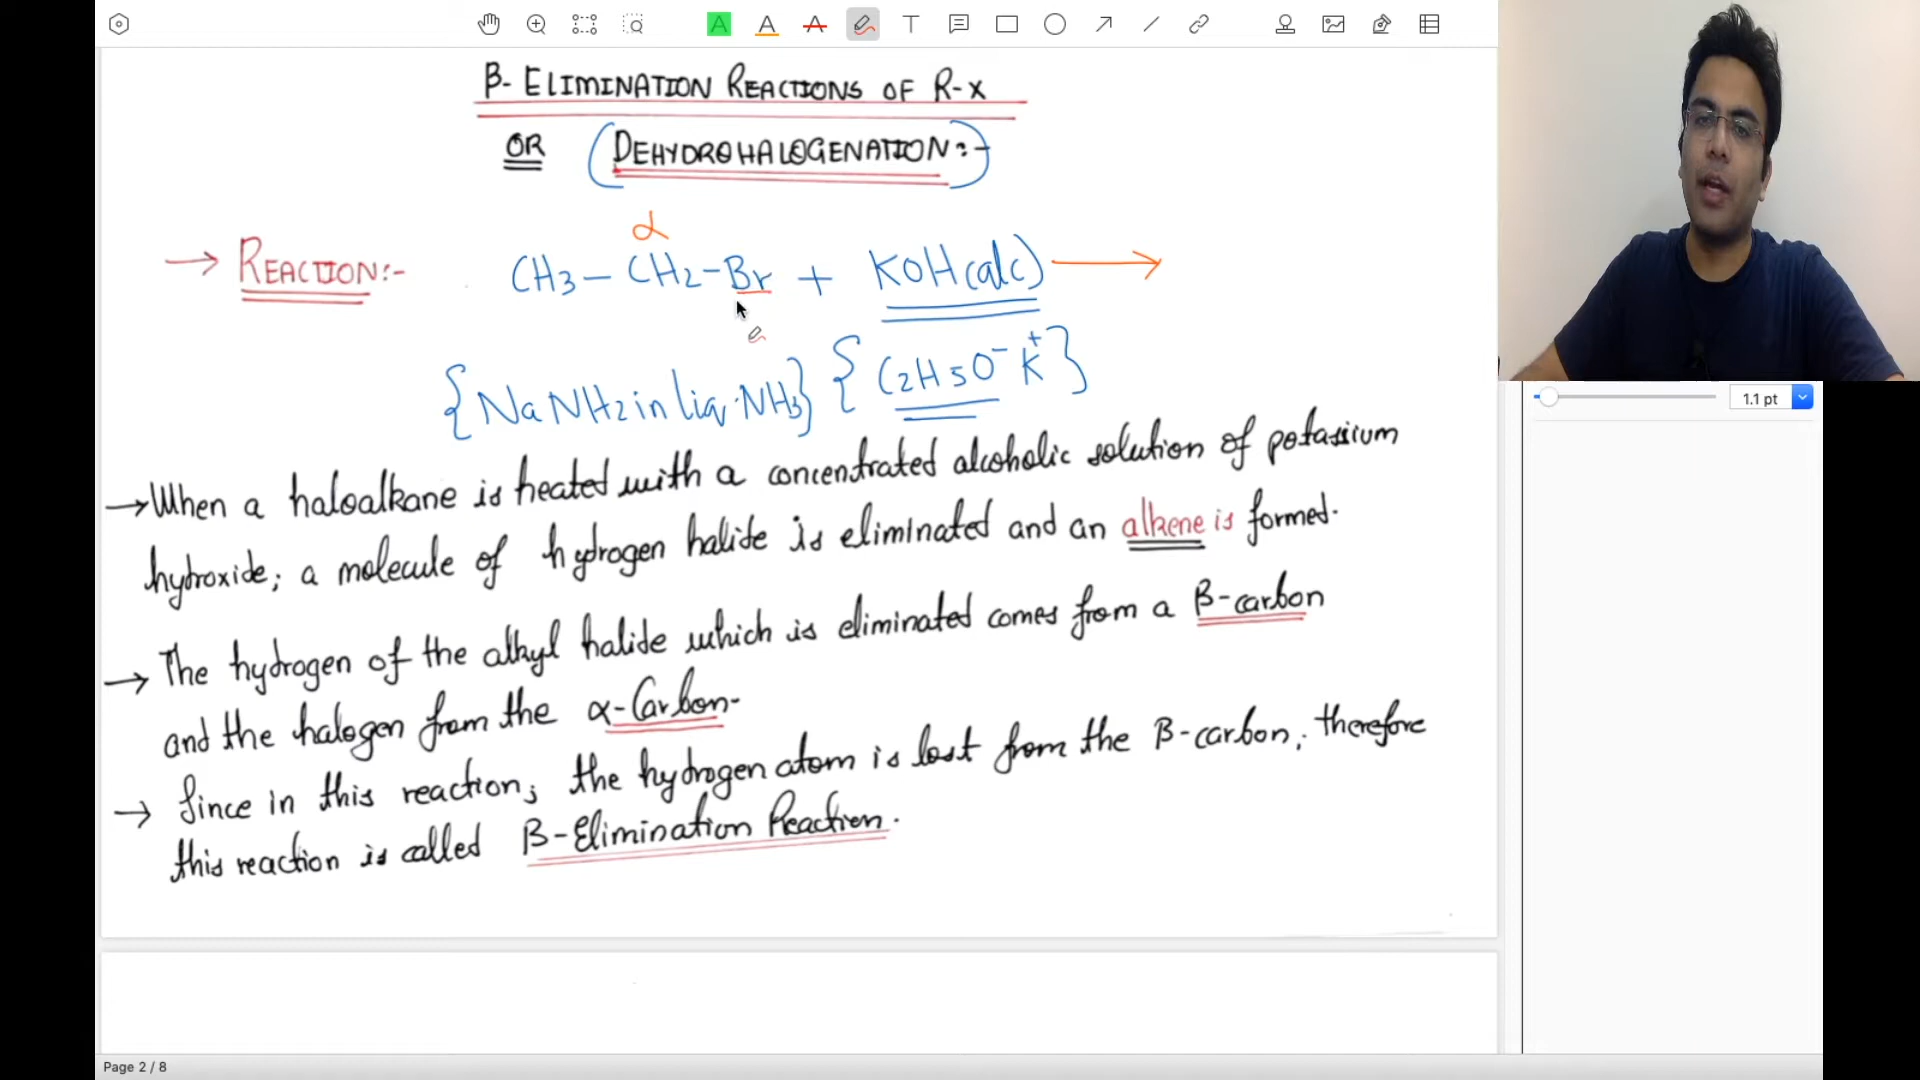 A A A T
β- ELIMINATION REACTIONS OF R-X
OR (DEHYDROHALOGENATION:-)
α
→ REACTION:- CH3 - CH2 - Br + KOH(alc) →
{NaNH2 in liq. NH3} {C2H5O⁻ K⁺}
→ When a haloalkane is heated with a concentrated alcoholic solution of potassium
hydroxide; a molecule of hydrogen halide is eliminated and an alkene is formed.
→ The hydrogen of the alkyl halide which is eliminated comes from a β-carbon
and the halogen from the α-Carbon-
→ Since in this reaction; the hydrogen atom is lost from the β-carbon; therefore
this reaction is called β-Elimination Reaction.
1.1 pt
Page 2 / 8